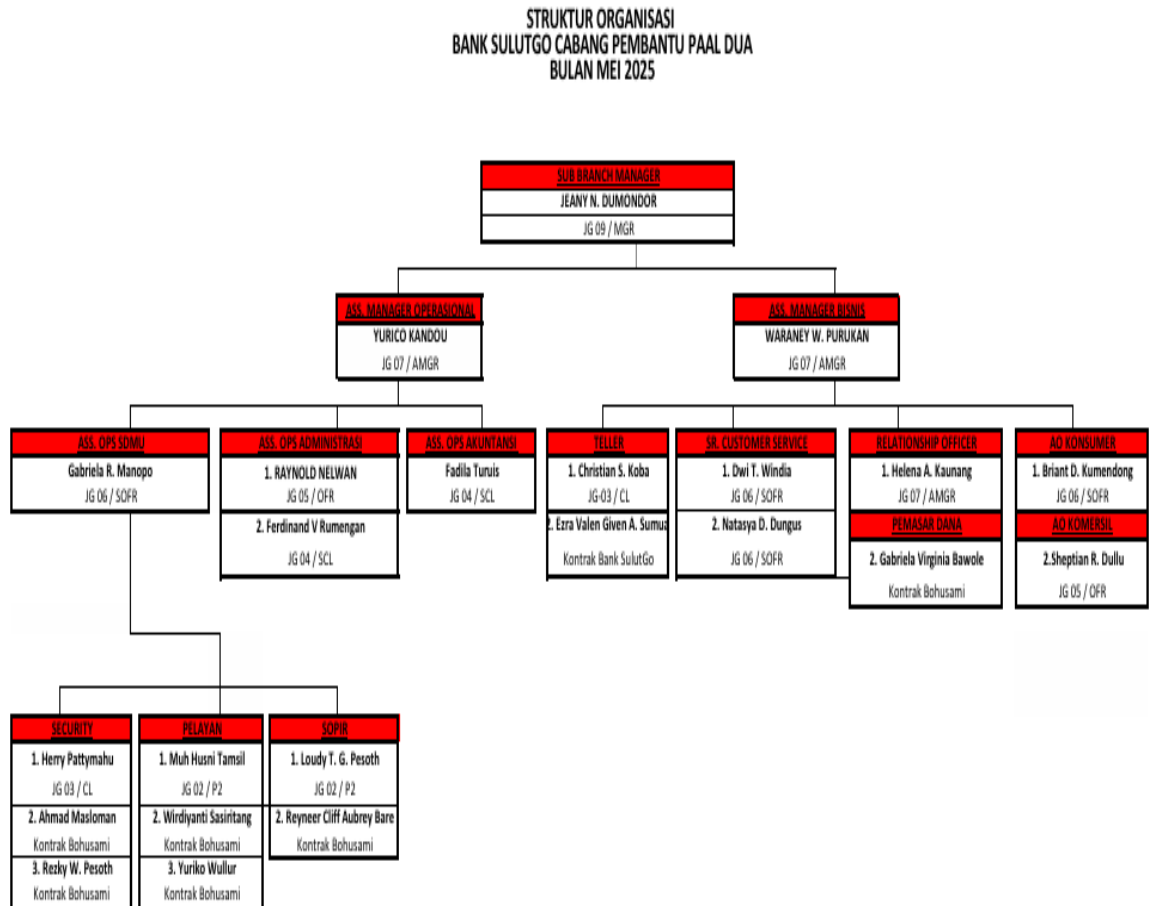 STRUKTUR ORGANISASI
BANK SULUTGO CABANG PEMBANTU PAAL DUA
BULAN MEI 2025
SUB BRANCH MANAGER
JEANY N. DUMONDOR
JG 09 / MGR
ASS. MANAGER OPERASIONAL
YURICO KANDOU
JG 07 / AMGR
ASS. MANAGER BISNIS
WARANEY W. PURUKAN
JG 07 / AMGR
ASS. OPS SDMU
Gabriela R. Manopo
JG 06 / SOFR
ASS. OPS ADMINISTRASI
1. RAYNOLD NELWAN
JG 05 / OFR
2. Ferdinand V Rumengan
JG 04 / SCL
ASS. OPS AKUNTANSI
Fadila Turuis
JG 04 / SCL
TELLER
1. Christian S. Koba
JG-03 / CL
2. Ezra Valen Given A. Sumua
Kontrak Bank SulutGo
SR. CUSTOMER SERVICE
1. Dwi T. Windia
JG 06 / SOFR
2. Natasya D. Dungus
JG 06 / SOFR
RELATIONSHIP OFFICER
1. Helena A. Kaunang
JG 07 / AMGR
PEMASAR DANA
2. Gabriela Virginia Bawole
Kontrak Bohusami
AO KONSUMER
1. Briant D. Kumendong
JG 06 / SOFR
AO KOMERSIL
2.Sheptian R. Dullu
JG 05 / OFR
SECURITY
1. Herry Pattymahu
JG 03 / CL
2. Ahmad Masloman
Kontrak Bohusami
3. Rezky W. Pesoth
Kontrak Bohusami
PELAYAN
1. Muh Husni Tamsil
JG 02 / P2
2. Wirdiyanti Sasiritang
Kontrak Bohusami
3. Yuriko Wullur
Kontrak Bohusami
SOPIR
1. Loudy T. G. Pesoth
JG 02 / P2
2. Reyneer Cliff Aubrey Bare
Kontrak Bohusami